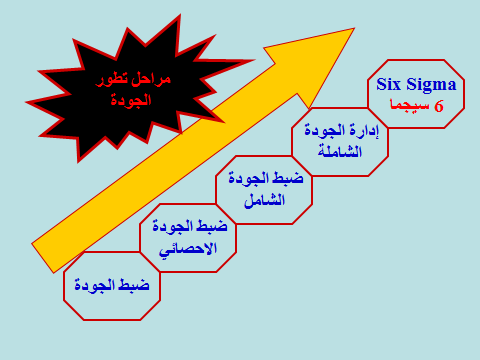 مراحل تطور
الجودة
Six Sigma
6 سيجما
إدارة الجودة
الشاملة
ضبط الجودة
الشامل
ضبط الجودة
الاحصائي
ضبط الجودة